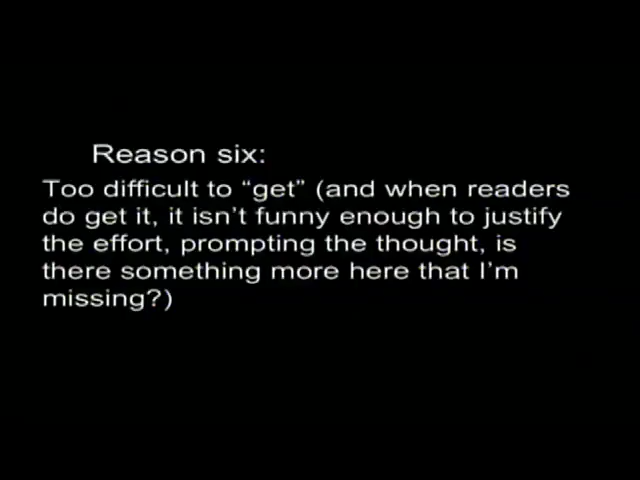 Reason six:
Too difficult to “get” (and when readers
do get it, it isn’t funny enough to justify
the effort, prompting the thought, is
there something more here that I’m
missing?)